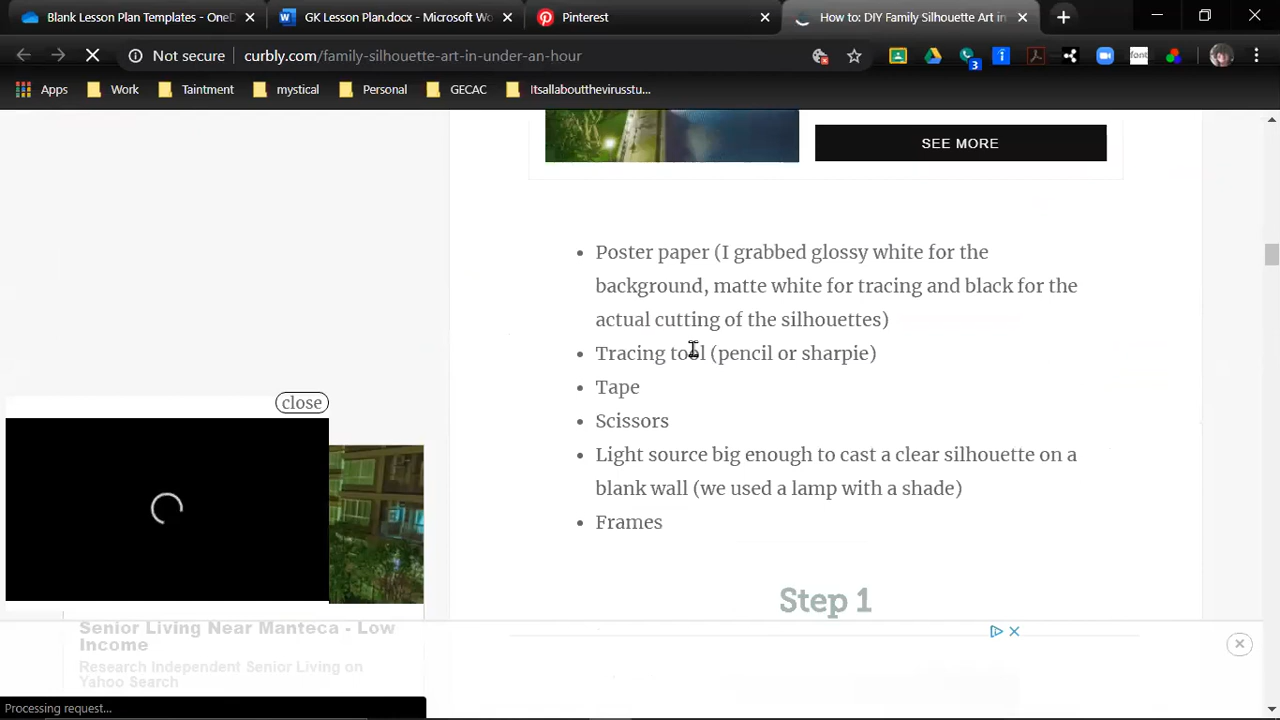 Blank Lesson Plan Templates - OneD
GK Lesson Plan.docx - Microsoft Wo
Pinterest
How to: DIY Family Silhouette Art in
Not secure
curbly.com/family-silhouette-art-in-under-an-hour
3
Apps
Work
Taintment
mystical
Personal
GECAC
Itsallaboutthevirusstu...
SEE MORE
• Poster paper (I grabbed glossy white for the
background, matte white for tracing and black for the
actual cutting of the silhouettes)
• Tracing tool (pencil or sharpie)
• Tape
• Scissors
• Light source big enough to cast a clear silhouette on a
blank wall (we used a lamp with a shade)
• Frames
Step 1
close
Senior Living Near Manteca - Low
Income
Research Independent Senior Living on
Yahoo Search
Processing request...